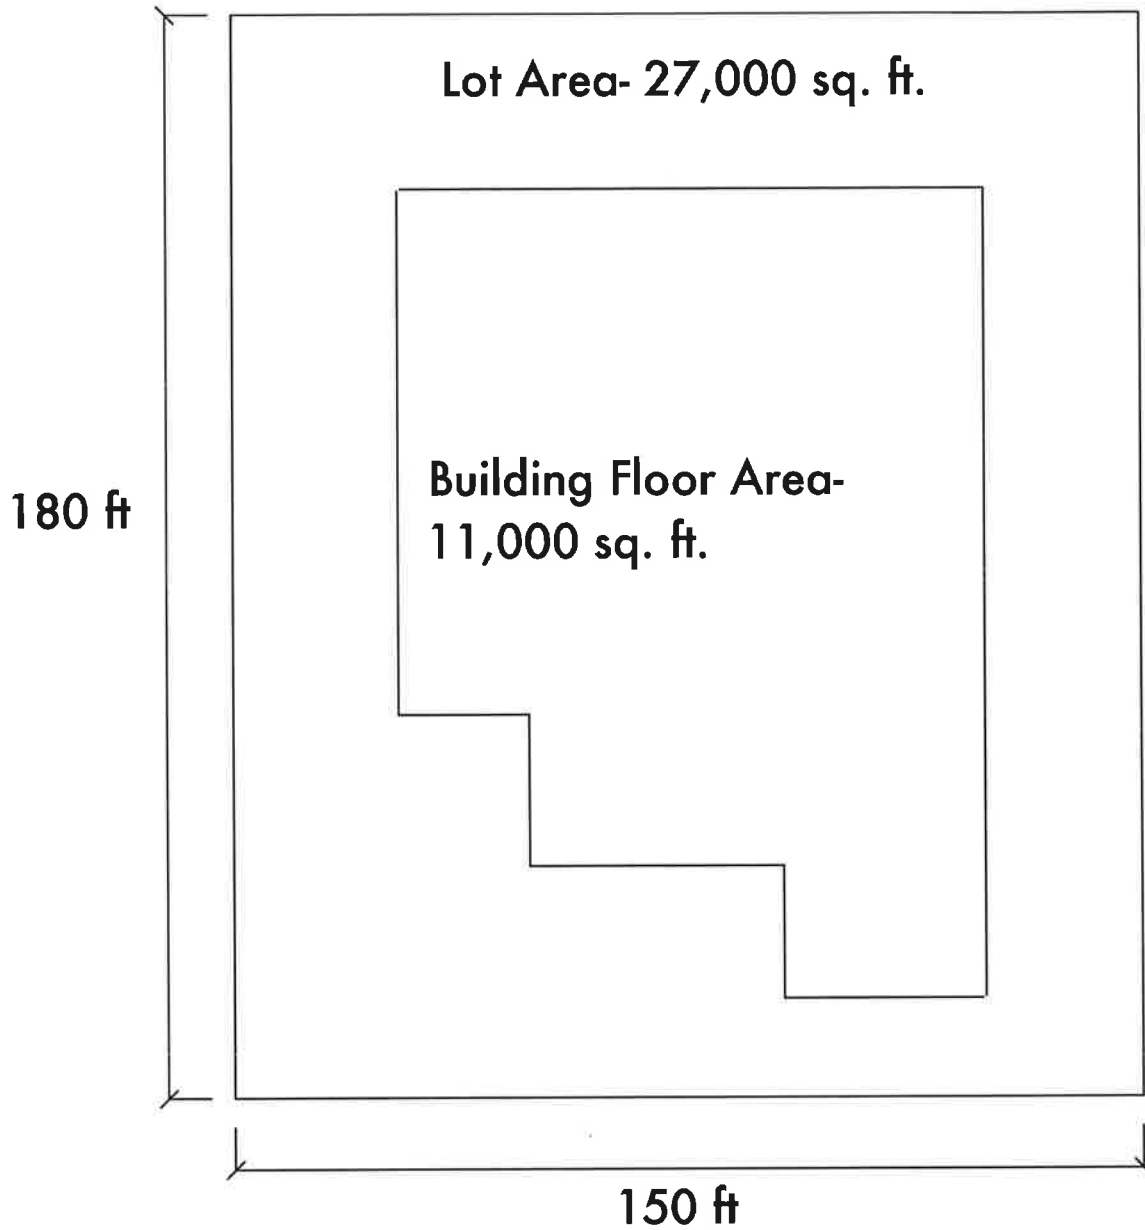 Lot Area- 27,000 sq. ft.
Building Floor Area-
11,000 sq. ft.
180 ft
150 ft